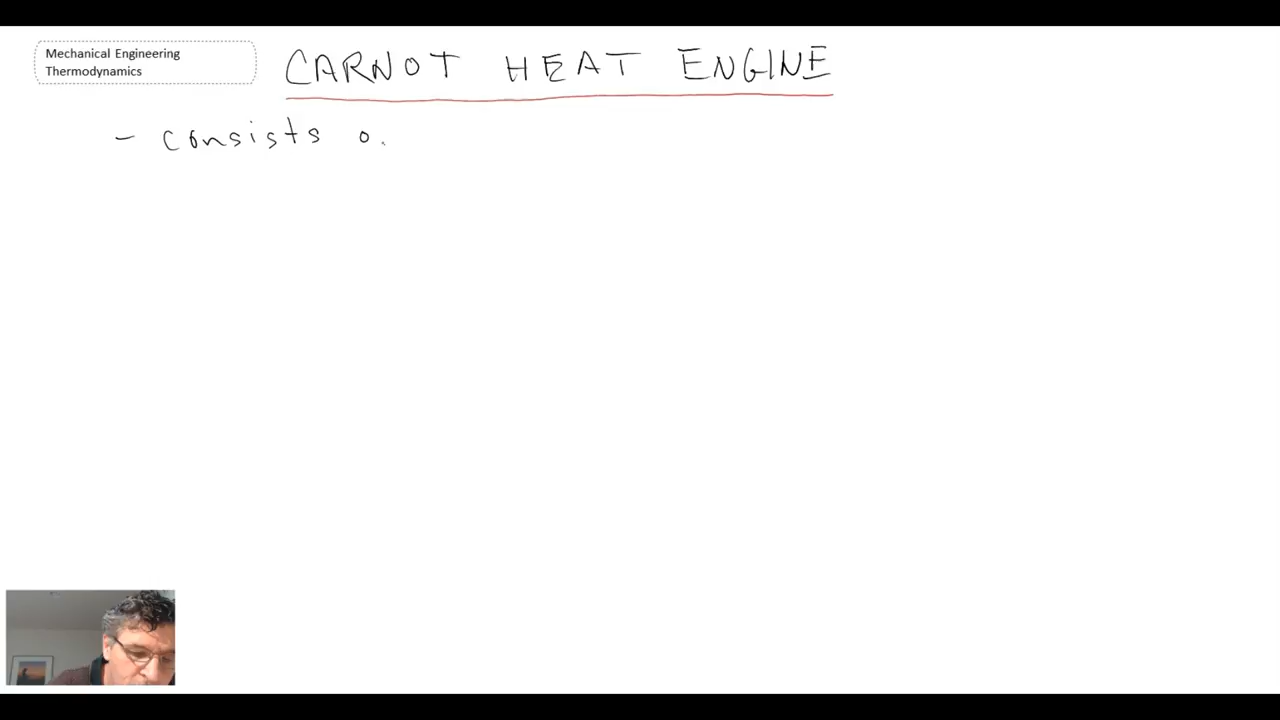 Mechanical Engineering
Thermodynamics
CARNOT HEAT ENGINE
- consists o